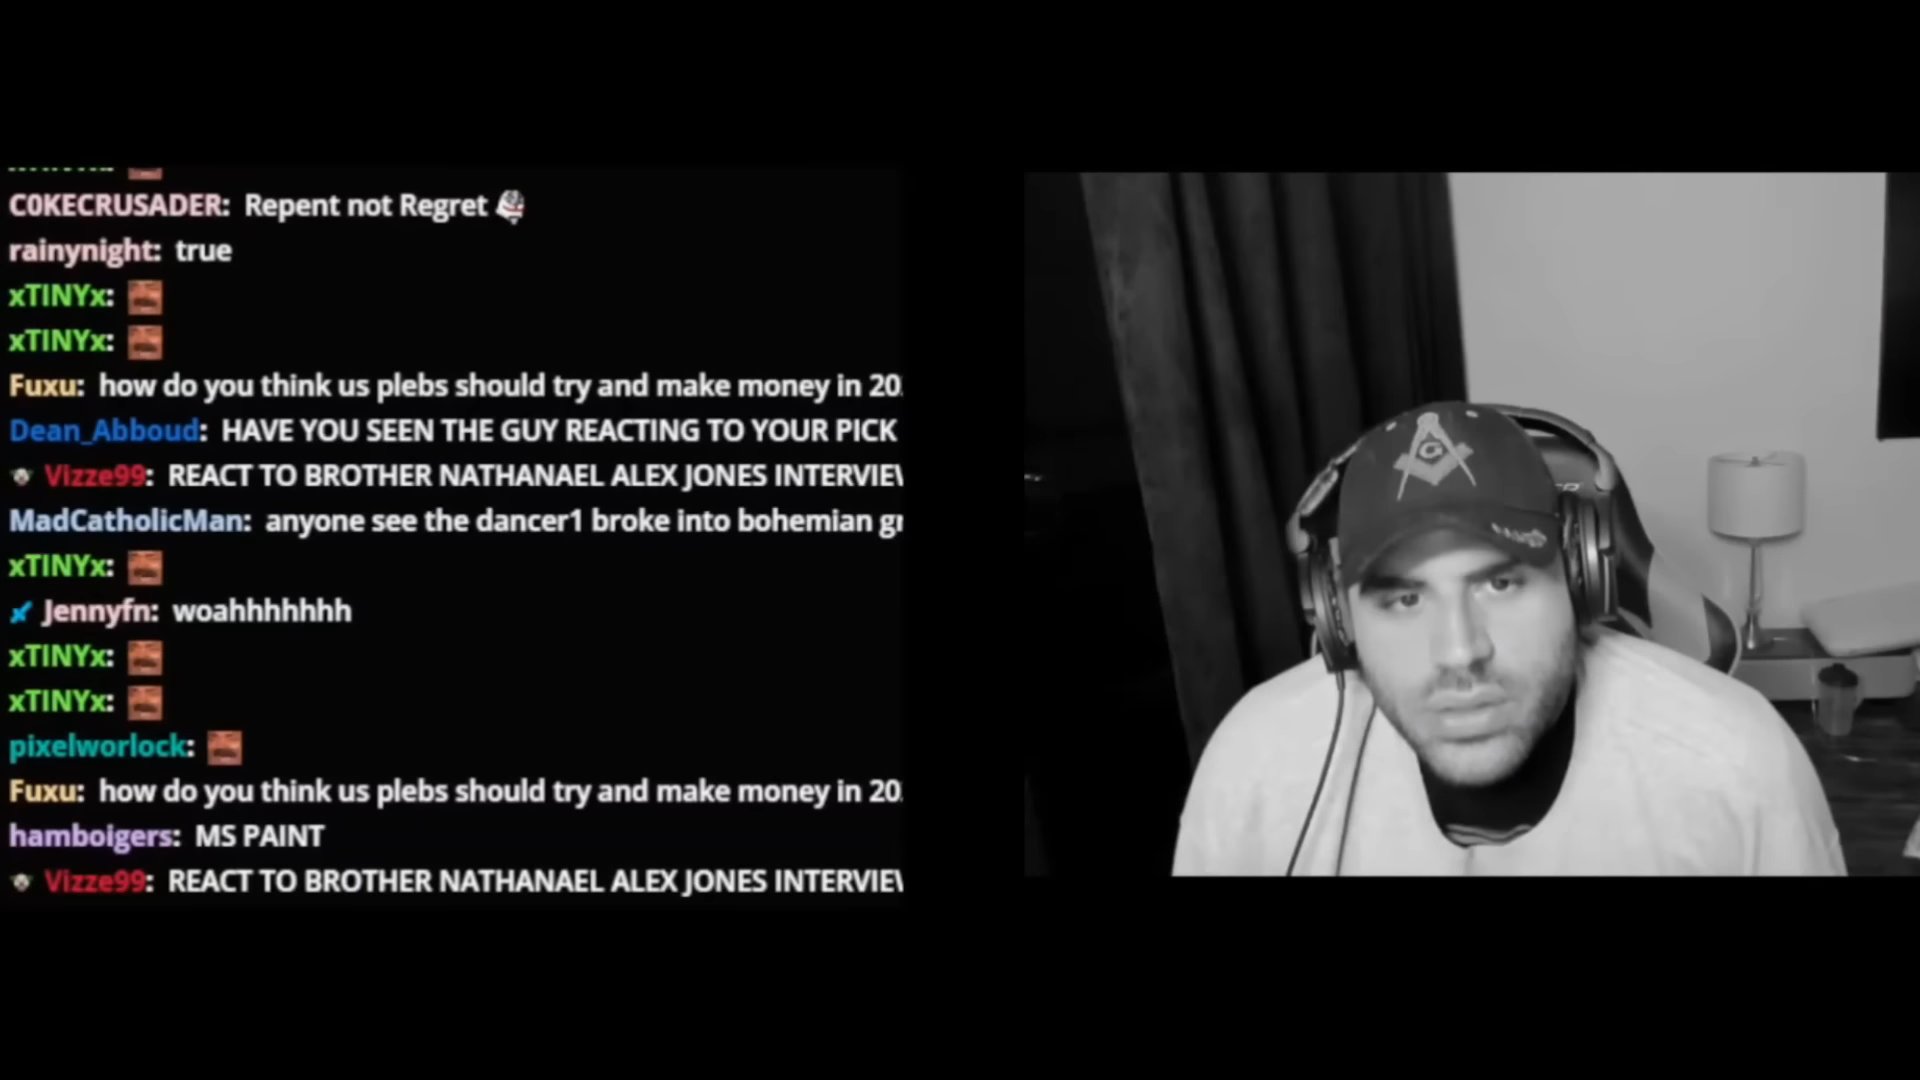 C0KECRUSADER: Repent not Regret
rainynight: true
xTINYx:
xTINYx:
Fuxu: how do you think us plebs should try and make money in 20
Dean_Abboud: HAVE YOU SEEN THE GUY REACTING TO YOUR PICK
Vizze99: REACT TO BROTHER NATHANAEL ALEX JONES INTERVIEW
MadCatholicMan: anyone see the dancer1 broke into bohemian gr
xTINYx:
Jennyfn: woahhhhhhh
xTINYx:
xTINYx:
pixelworlock:
Fuxu: how do you think us plebs should try and make money in 20
hamboigers: MS PAINT
Vizze99: REACT TO BROTHER NATHANAEL ALEX JONES INTERVIEW
G